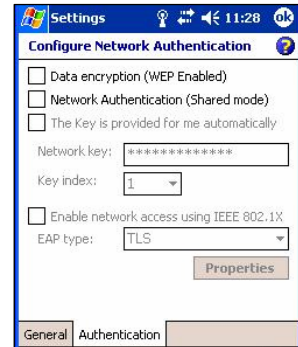 Settings 11:28 ok
Configure Network Authentication ?
Data encryption (WEP Enabled)
Network Authentication (Shared mode)
The Key is provided for me automatically
Network key: *************
Key index: 1
Enable network access using IEEE 802.1X
EAP type: TLS
Properties
General Authentication